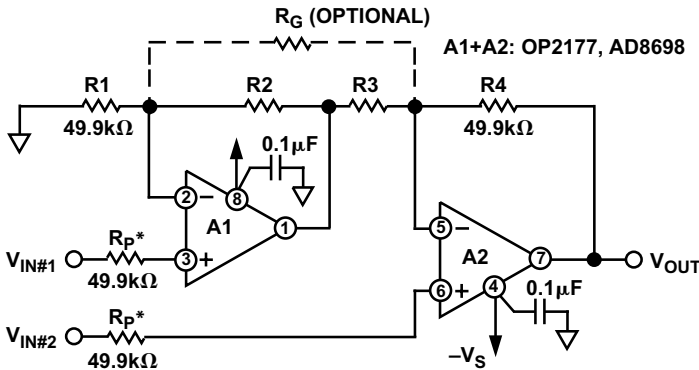 R_G (OPTIONAL)
A1+A2: OP2177, AD8698
R1
R2
R3
R4
49.9kΩ
49.9kΩ
0.1μF
2
–
8
A1
1
3
+
V_IN#1
R_P*
49.9kΩ
5
–
A2
7
V_OUT
6
+
4
0.1μF
V_IN#2
R_P*
49.9kΩ
–V_S